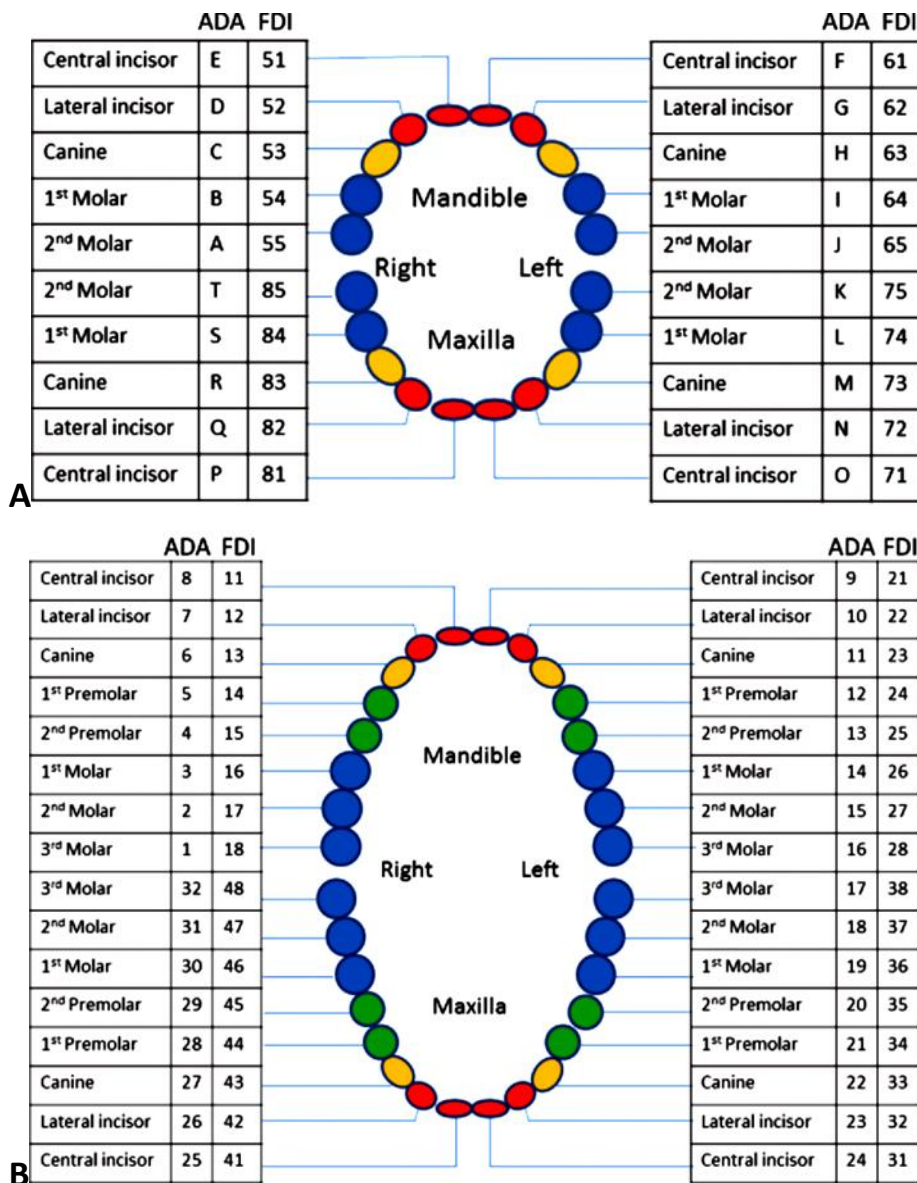 ADA FDI ADA FDI
Central incisor E 51 Central incisor F 61
Lateral incisor D 52 Lateral incisor G 62
Canine C 53 Canine H 63
1st Molar B 54 Mandible 1st Molar I 64
2nd Molar A 55 Right Left 2nd Molar J 65
2nd Molar T 85 2nd Molar K 75
1st Molar S 84 Maxilla 1st Molar L 74
Canine R 83 Canine M 73
Lateral incisor Q 82 Lateral incisor N 72
Central incisor P 81 Central incisor O 71
A
ADA FDI ADA FDI
Central incisor 8 11 Central incisor 9 21
Lateral incisor 7 12 Lateral incisor 10 22
Canine 6 13 Canine 11 23
1st Premolar 5 14 1st Premolar 12 24
2nd Premolar 4 15 Mandible 2nd Premolar 13 25
1st Molar 3 16 1st Molar 14 26
2nd Molar 2 17 2nd Molar 15 27
3rd Molar 1 18 Right Left 3rd Molar 16 28
3rd Molar 32 48 3rd Molar 17 38
2nd Molar 31 47 2nd Molar 18 37
1st Molar 30 46 1st Molar 19 36
2nd Premolar 29 45 Maxilla 2nd Premolar 20 35
1st Premolar 28 44 1st Premolar 21 34
Canine 27 43 Canine 22 33
Lateral incisor 26 42 Lateral incisor 23 32
Central incisor 25 41 Central incisor 24 31
B